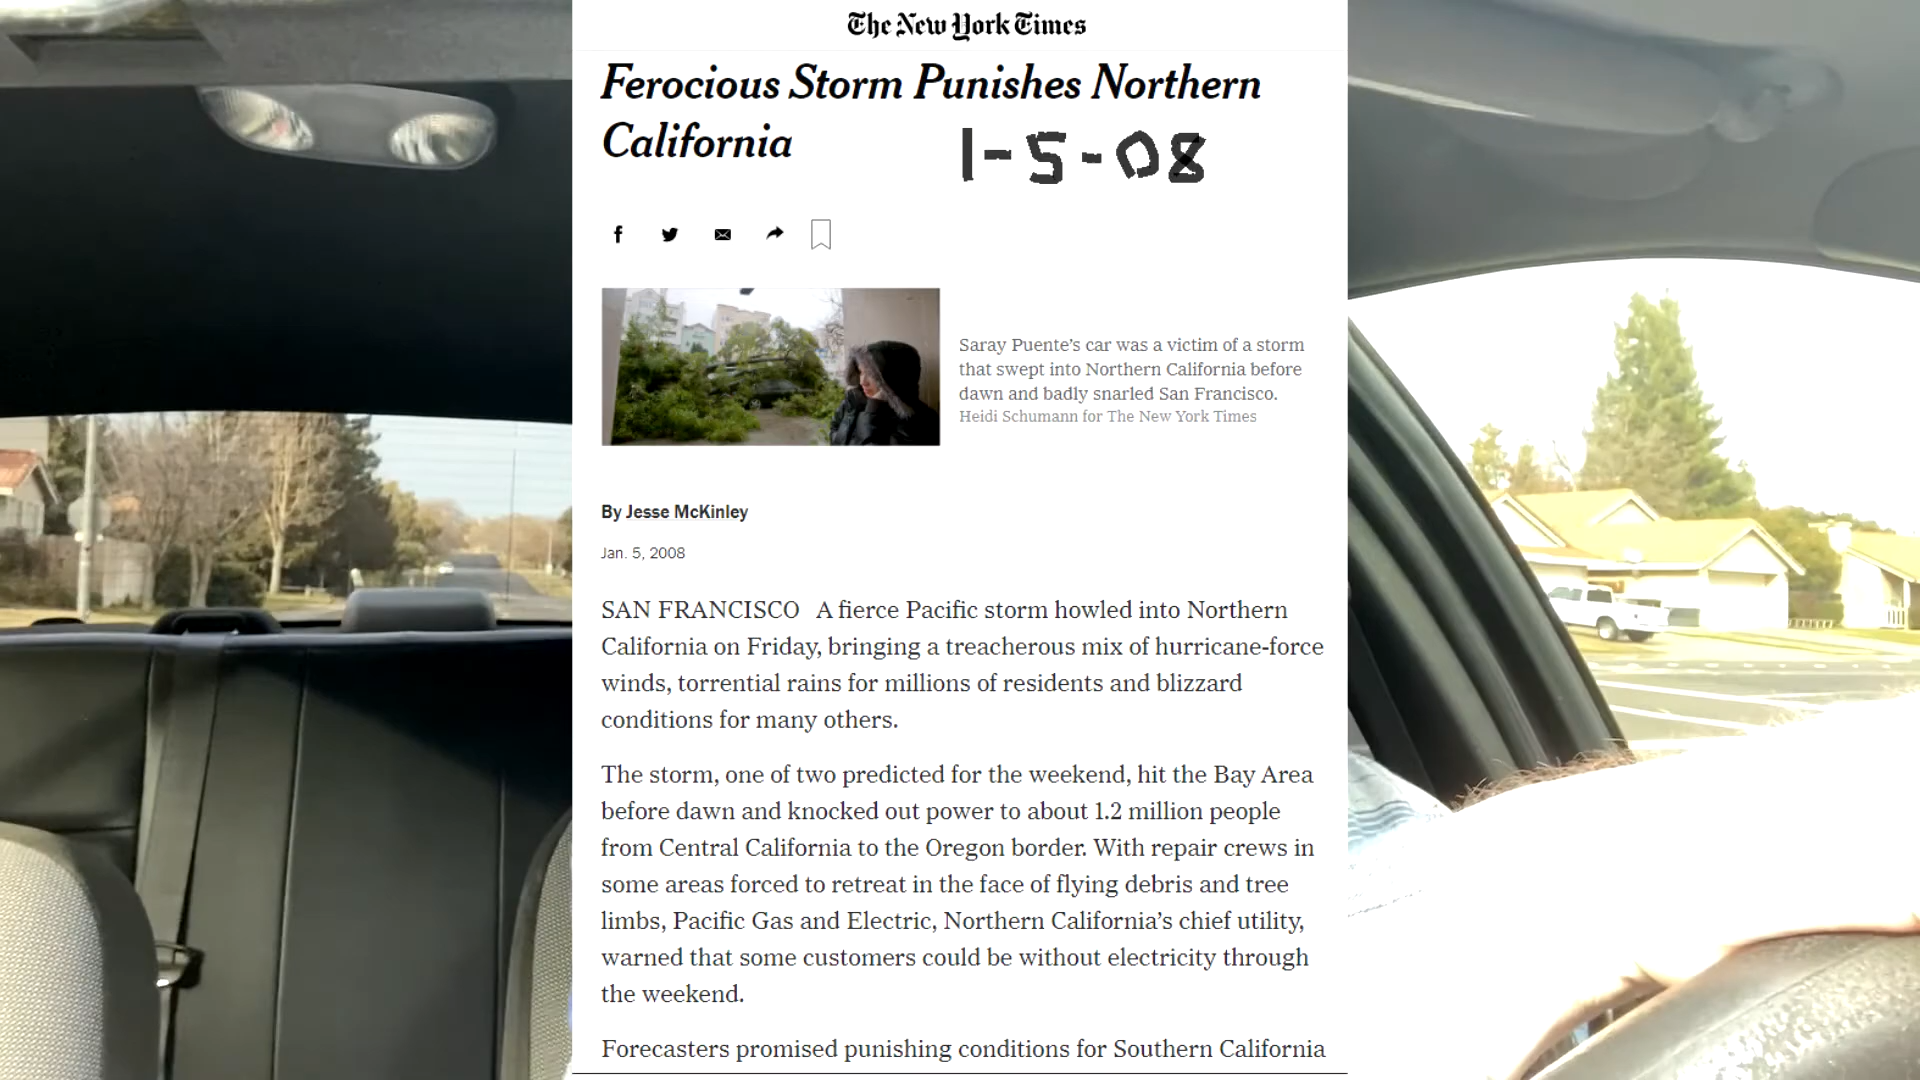 The New York Times
Ferocious Storm Punishes Northern
California
1-5-08
Saray Puente’s car was a victim of a storm
that swept into Northern California before
dawn and badly snarled San Francisco.
Heidi Schumann for The New York Times
By Jesse McKinley
Jan. 5, 2008
SAN FRANCISCO A fierce Pacific storm howled into Northern
California on Friday, bringing a treacherous mix of hurricane-force
winds, torrential rains for millions of residents and blizzard
conditions for many others.
The storm, one of two predicted for the weekend, hit the Bay Area
before dawn and knocked out power to about 1.2 million people
from Central California to the Oregon border. With repair crews in
some areas forced to retreat in the face of flying debris and tree
limbs, Pacific Gas and Electric, Northern California’s chief utility,
warned that some customers could be without electricity through
the weekend.
Forecasters promised punishing conditions for Southern California